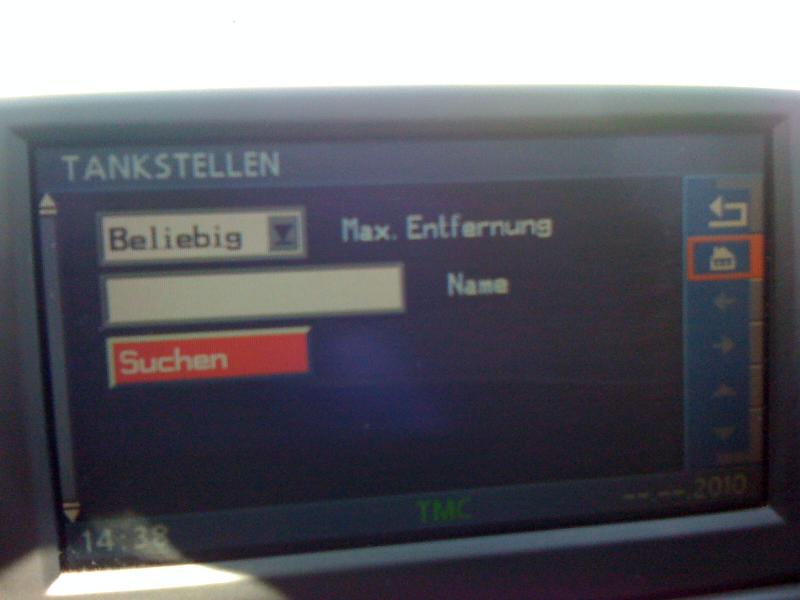 TANKSTELLEN
Beliebig Max. Entfernung
Name
Suchen
TMC --.--.2010
14:38